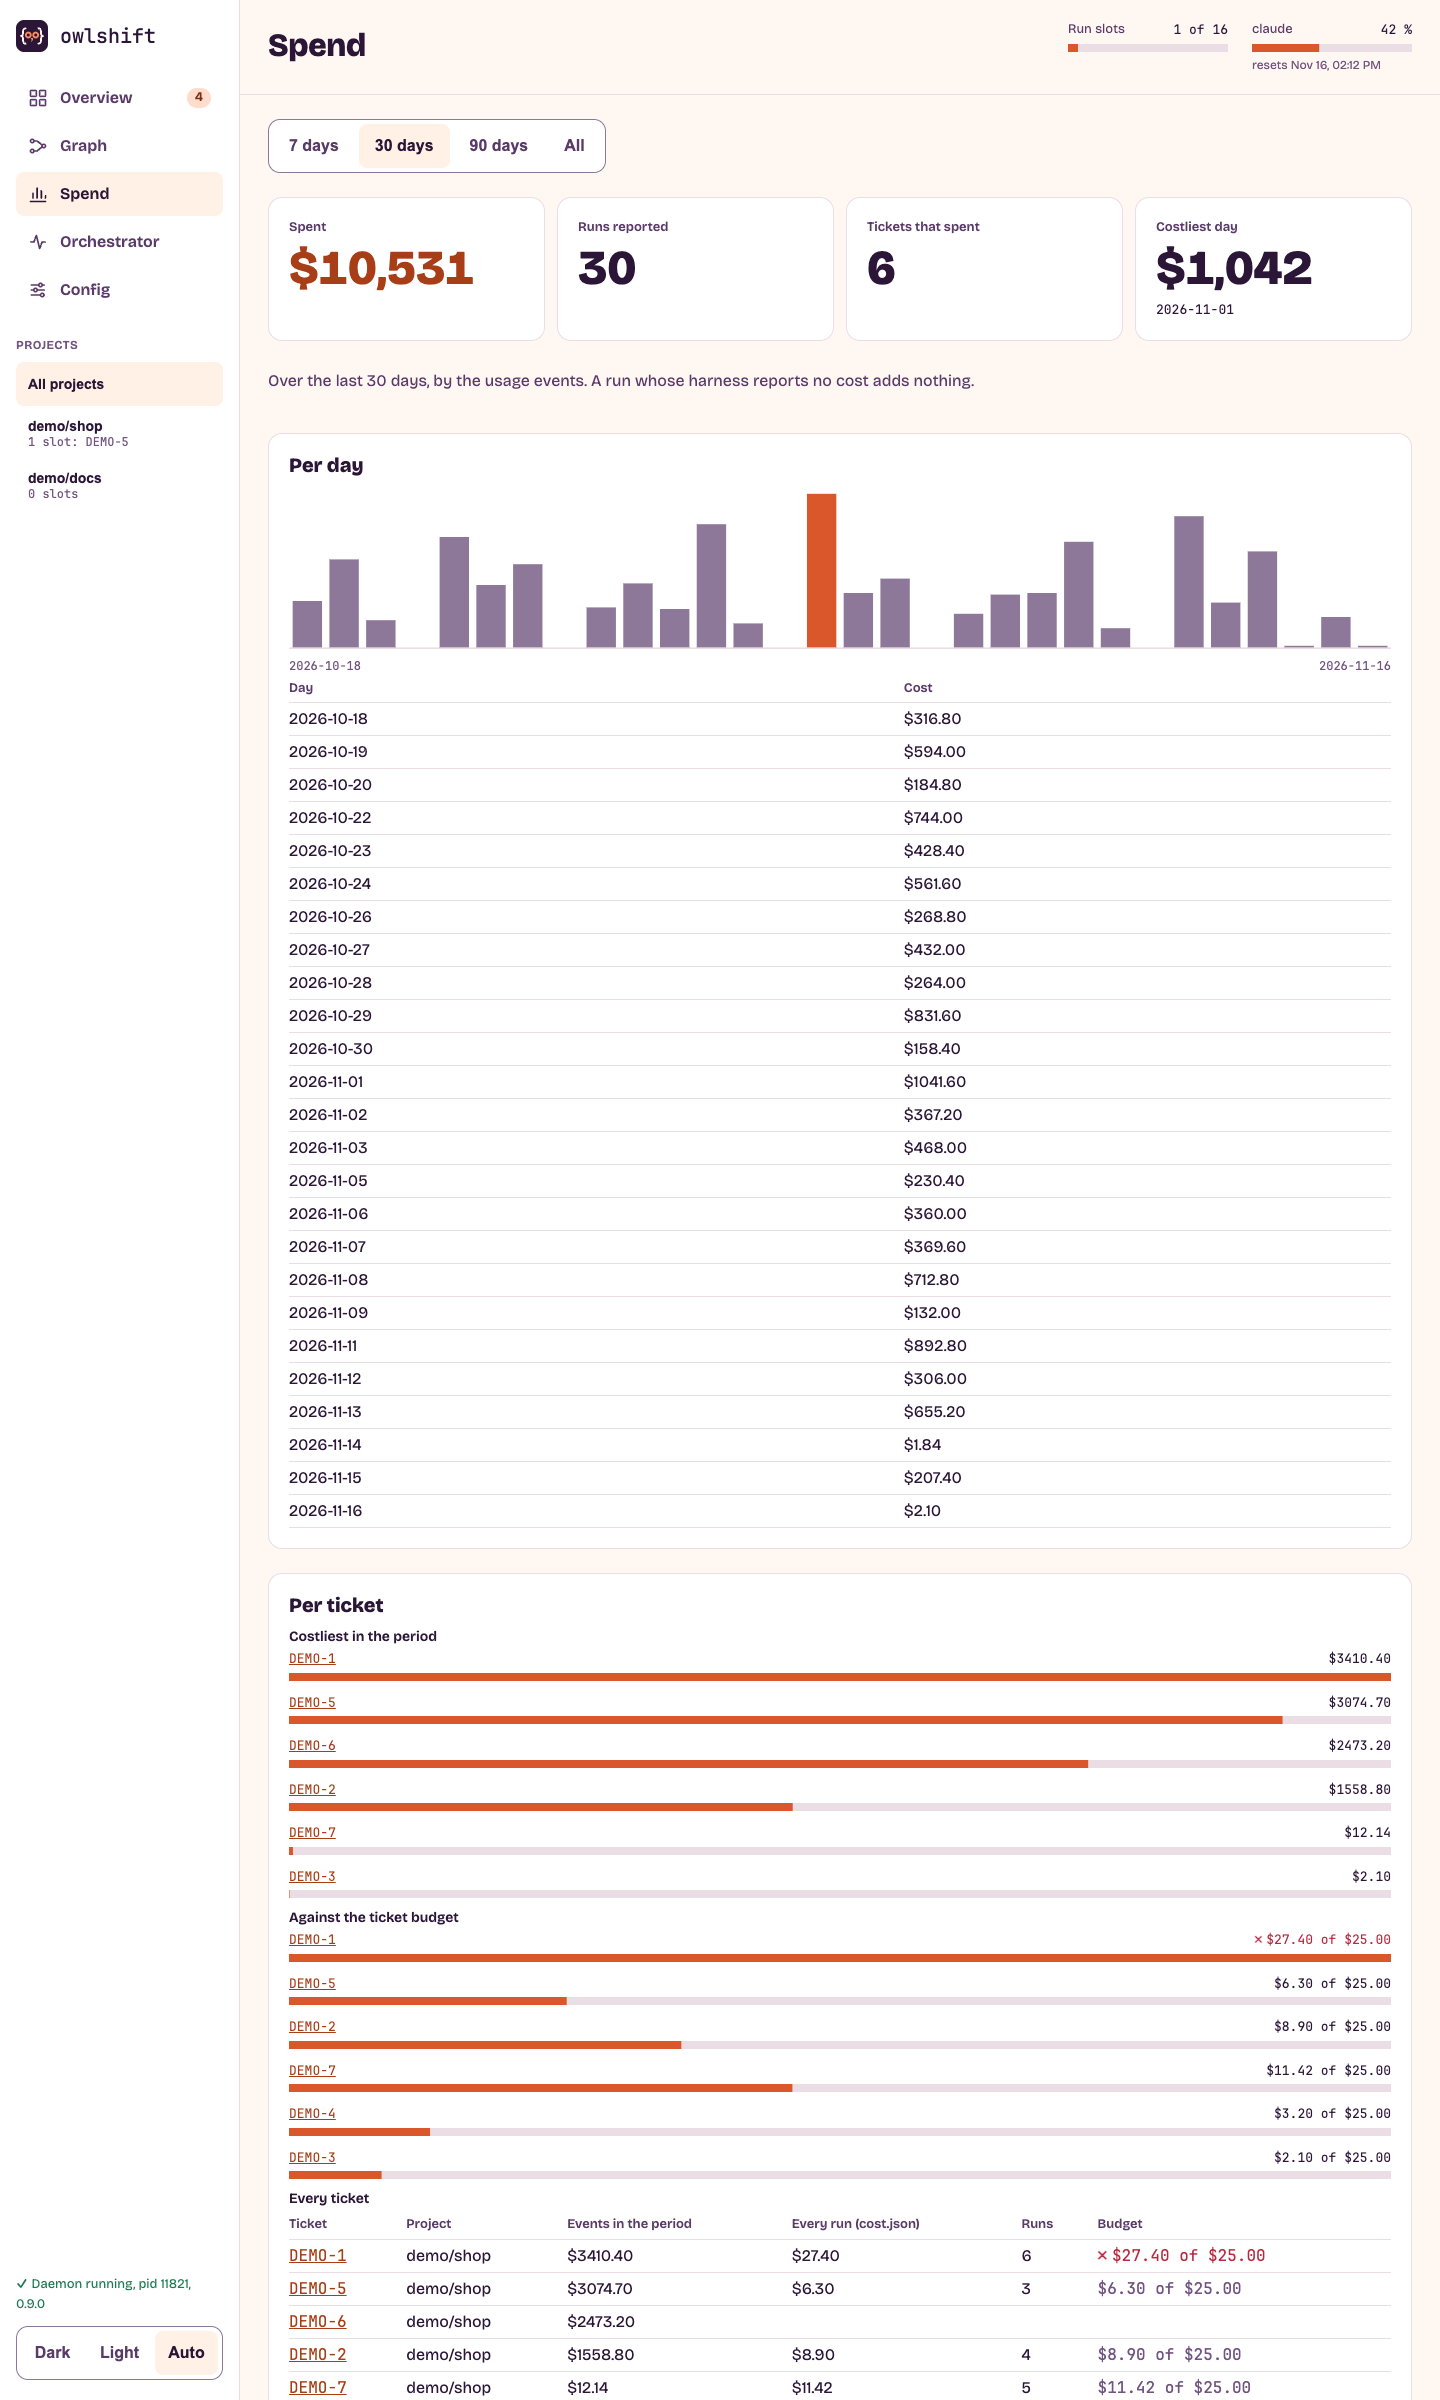 owlshift
Overview 4
Graph
Spend
Orchestrator
Config
PROJECTS
All projects
demo/shop
1 slot: DEMO-5
demo/docs
0 slots
✓ Daemon running, pid 11821,
0.9.0
Dark Light Auto
Spend
Run slots 1 of 16
claude 42 %
resets Nov 16, 02:12 PM
7 days 30 days 90 days All
Spent
$10,531
Runs reported
30
Tickets that spent
6
Costliest day
$1,042
2026-11-01
Over the last 30 days, by the usage events. A run whose harness reports no cost adds nothing.
Per day
2026-10-18 2026-11-16
Day Cost
2026-10-18 $316.80
2026-10-19 $594.00
2026-10-20 $184.80
2026-10-22 $744.00
2026-10-23 $428.40
2026-10-24 $561.60
2026-10-26 $268.80
2026-10-27 $432.00
2026-10-28 $264.00
2026-10-29 $831.60
2026-10-30 $158.40
2026-11-01 $1041.60
2026-11-02 $367.20
2026-11-03 $468.00
2026-11-05 $230.40
2026-11-06 $360.00
2026-11-07 $369.60
2026-11-08 $712.80
2026-11-09 $132.00
2026-11-11 $892.80
2026-11-12 $306.00
2026-11-13 $655.20
2026-11-14 $1.84
2026-11-15 $207.40
2026-11-16 $2.10
Per ticket
Costliest in the period
DEMO-1 $3410.40
DEMO-5 $3074.70
DEMO-6 $2473.20
DEMO-2 $1558.80
DEMO-7 $12.14
DEMO-3 $2.10
Against the ticket budget
DEMO-1 ✕ $27.40 of $25.00
DEMO-5 $6.30 of $25.00
DEMO-2 $8.90 of $25.00
DEMO-7 $11.42 of $25.00
DEMO-4 $3.20 of $25.00
DEMO-3 $2.10 of $25.00
Every ticket
Ticket Project Events in the period Every run (cost.json) Runs Budget
DEMO-1 demo/shop $3410.40 $27.40 6 ✕ $27.40 of $25.00
DEMO-5 demo/shop $3074.70 $6.30 3 $6.30 of $25.00
DEMO-6 demo/shop $2473.20
DEMO-2 demo/shop $1558.80 $8.90 4 $8.90 of $25.00
DEMO-7 demo/shop $12.14 $11.42 5 $11.42 of $25.00